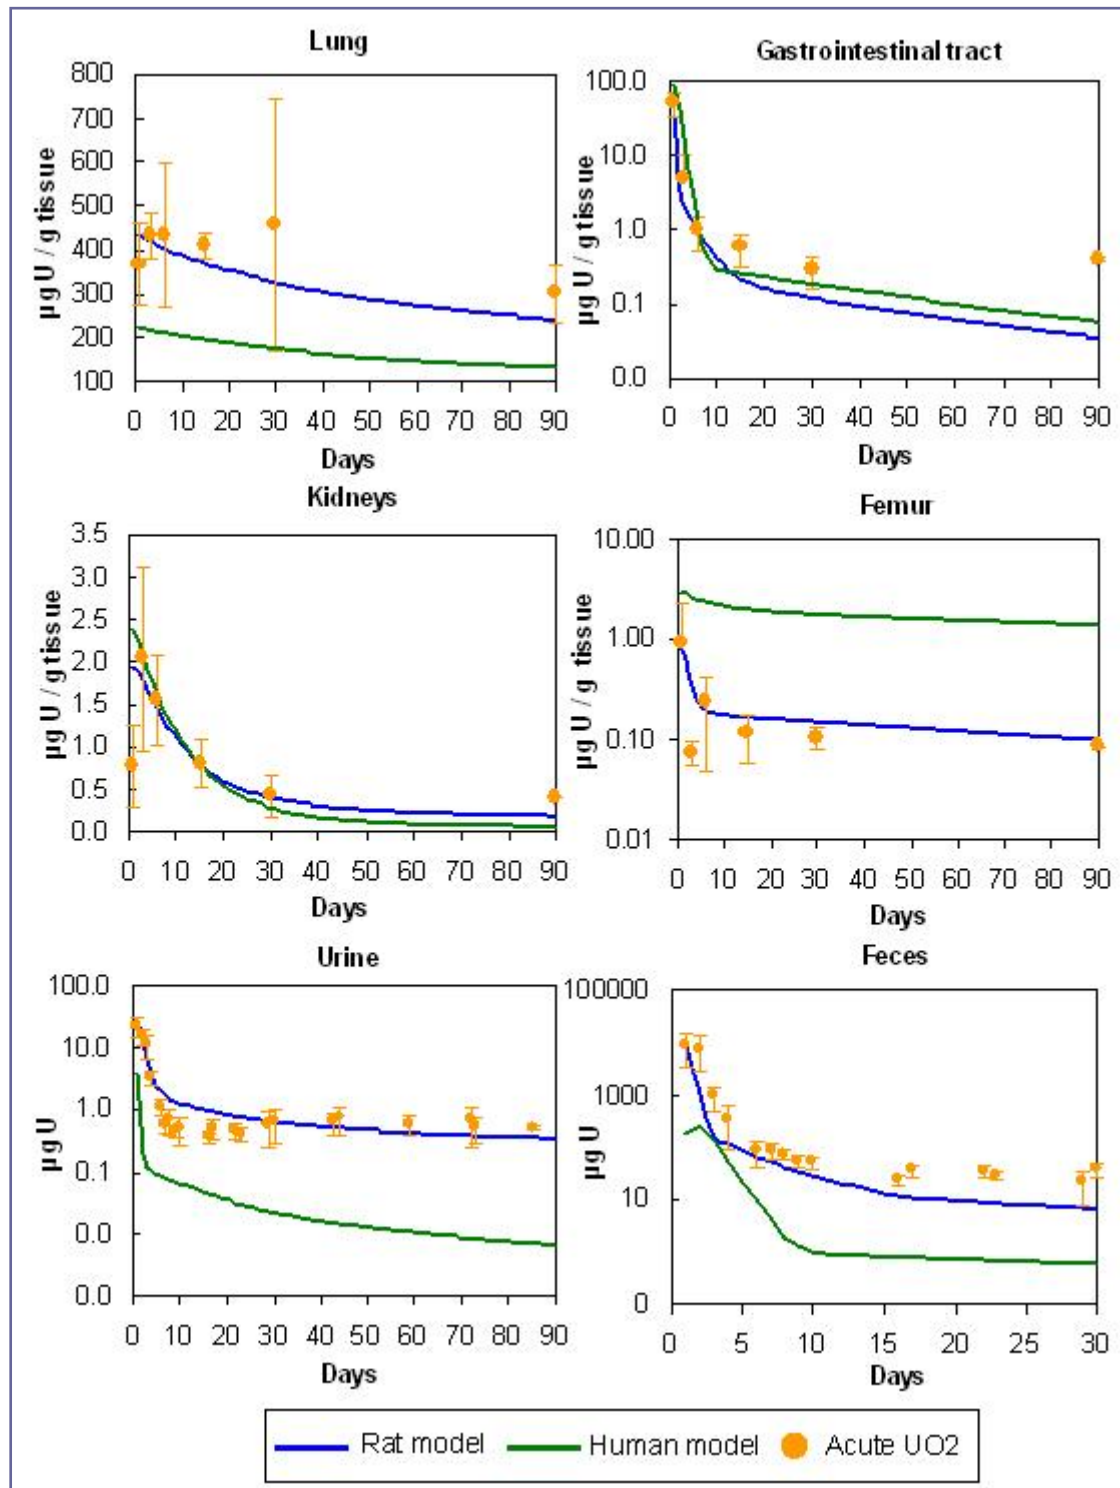 Lung
800
700
600
500
400
300
200
100
µg U / g tissue
0 10 20 30 40 50 60 70 80 90
Days
Gastrointestinal tract
100.0
10.0
1.0
0.1
0.0
µg U / g tissue
0 10 20 30 40 50 60 70 80 90
Days
Kidneys
3.5
3.0
2.5
2.0
1.5
1.0
0.5
0.0
µg U / g tissue
0 10 20 30 40 50 60 70 80 90
Days
Femur
10.00
1.00
0.10
0.01
µg U / g tissue
0 10 20 30 40 50 60 70 80 90
Days
Urine
100.0
10.0
1.0
0.1
0.0
0.0
µg U
0 10 20 30 40 50 60 70 80 90
Days
Feces
100000
1000
10
0
µg U
0 5 10 15 20 25 30
Days
Rat model Human model Acute UO2